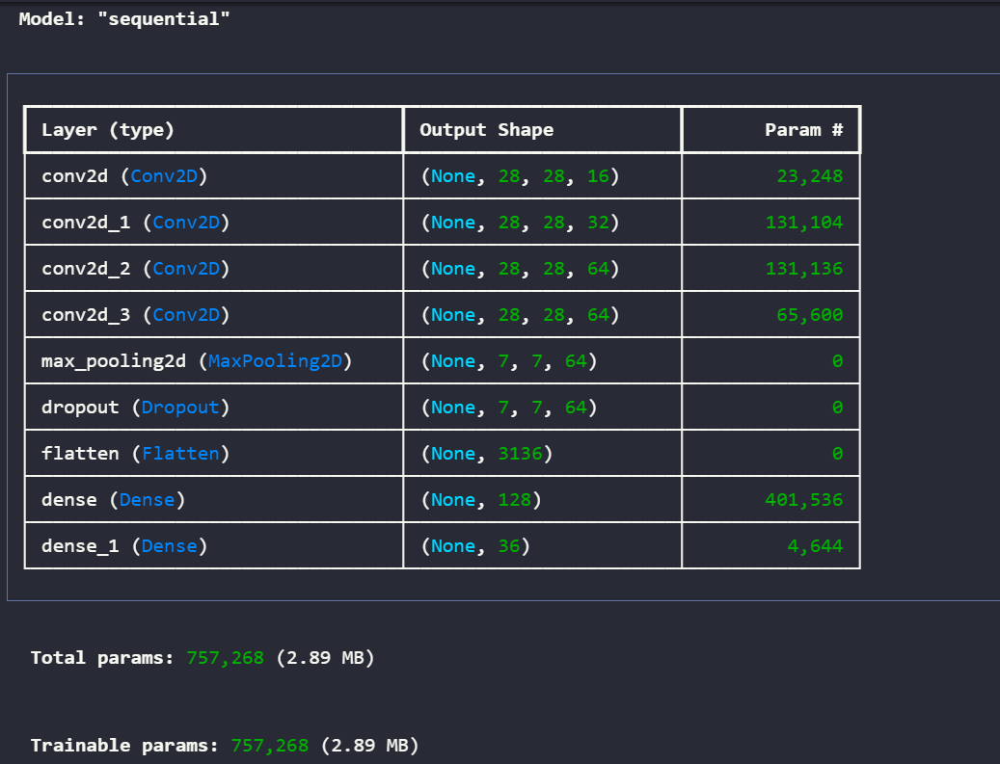 Model: "sequential"
Layer (type) Output Shape Param #
conv2d (Conv2D) (None, 28, 28, 16) 23,248
conv2d_1 (Conv2D) (None, 28, 28, 32) 131,104
conv2d_2 (Conv2D) (None, 28, 28, 64) 131,136
conv2d_3 (Conv2D) (None, 28, 28, 64) 65,600
max_pooling2d (MaxPooling2D) (None, 7, 7, 64) 0
dropout (Dropout) (None, 7, 7, 64) 0
flatten (Flatten) (None, 3136) 0
dense (Dense) (None, 128) 401,536
dense_1 (Dense) (None, 36) 4,644
Total params: 757,268 (2.89 MB)
Trainable params: 757,268 (2.89 MB)